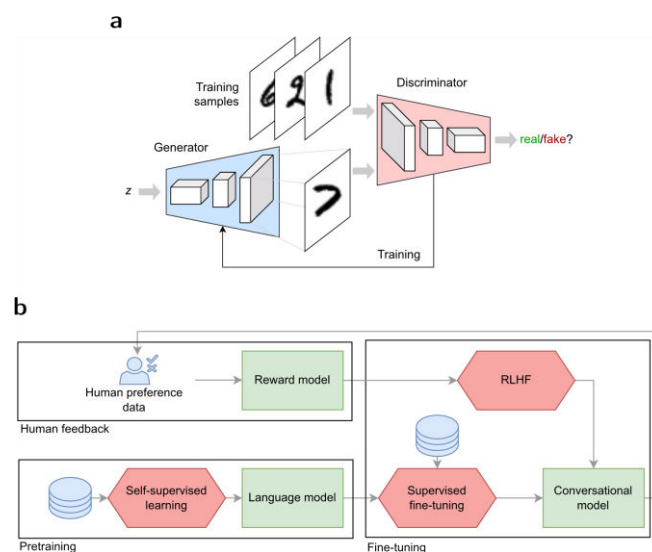 a
Training
samples
Discriminator
Generator
real/fake?
z
Training
b
Human preference
data
Reward model
RLHF
Human feedback
Self-supervised
learning
Language model
Supervised
fine-tuning
Conversational
model
Pretraining
Fine-tuning